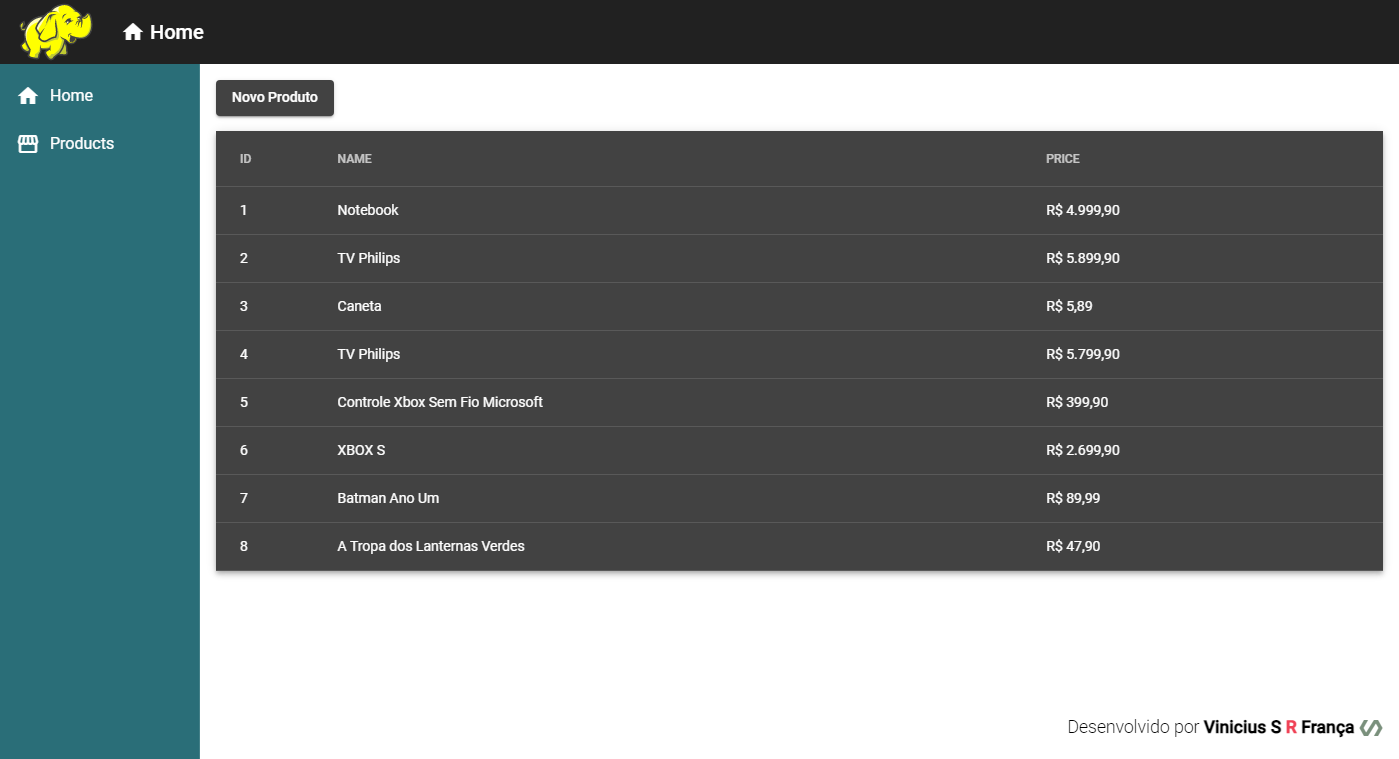 Home
Home
Products
Novo Produto
ID NAME PRICE
1 Notebook R$ 4.999,90
2 TV Philips R$ 5.899,90
3 Caneta R$ 5,89
4 TV Philips R$ 5.799,90
5 Controle Xbox Sem Fio Microsoft R$ 399,90
6 XBOX S R$ 2.699,90
7 Batman Ano Um R$ 89,99
8 A Tropa dos Lanternas Verdes R$ 47,90
Desenvolvido por Vinicius S R França